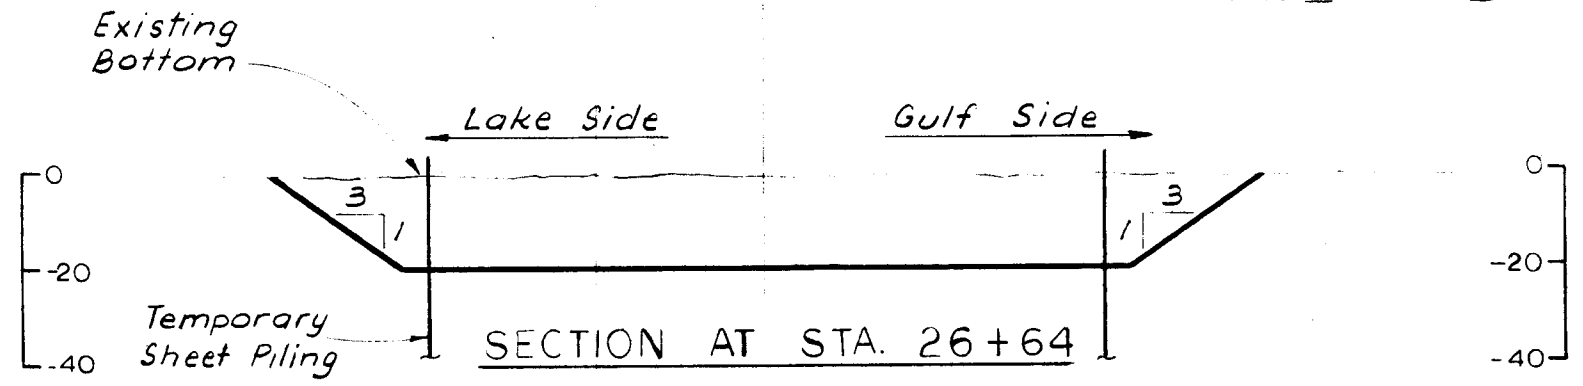 Existing
Bottom
Lake Side
Gulf Side
0
0
3
3
1
1
-20
-20
Temporary
Sheet Piling
SECTION AT STA. 26+64
-40
-40